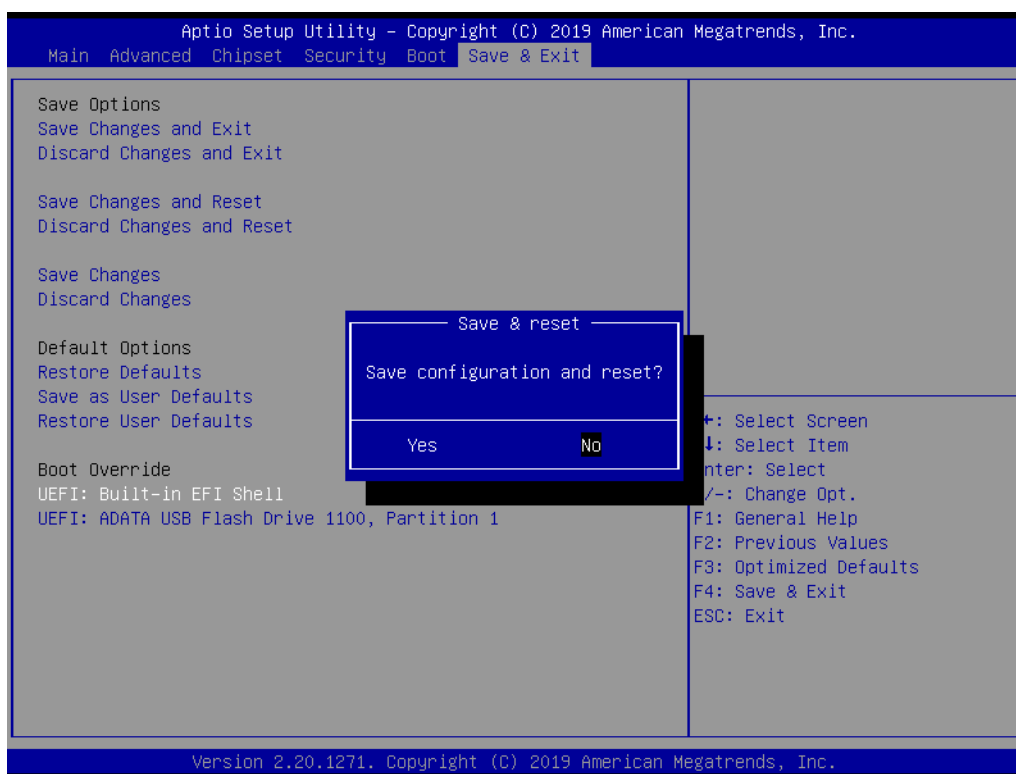 Aptio Setup Utility – Copyright (C) 2019 American Megatrends, Inc.
Main Advanced Chipset Security Boot Save & Exit
Save Options
Save Changes and Exit
Discard Changes and Exit
Save Changes and Reset
Discard Changes and Reset
Save Changes
Discard Changes
Default Options
Restore Defaults
Save as User Defaults
Restore User Defaults
Boot Override
UEFI: Built-in EFI Shell
UEFI: ADATA USB Flash Drive 1100, Partition 1
Save & reset
Save configuration and reset?
Yes No
←: Select Screen
↓: Select Item
nter: Select
/-: Change Opt.
F1: General Help
F2: Previous Values
F3: Optimized Defaults
F4: Save & Exit
ESC: Exit
Version 2.20.1271. Copyright (C) 2019 American Megatrends, Inc.